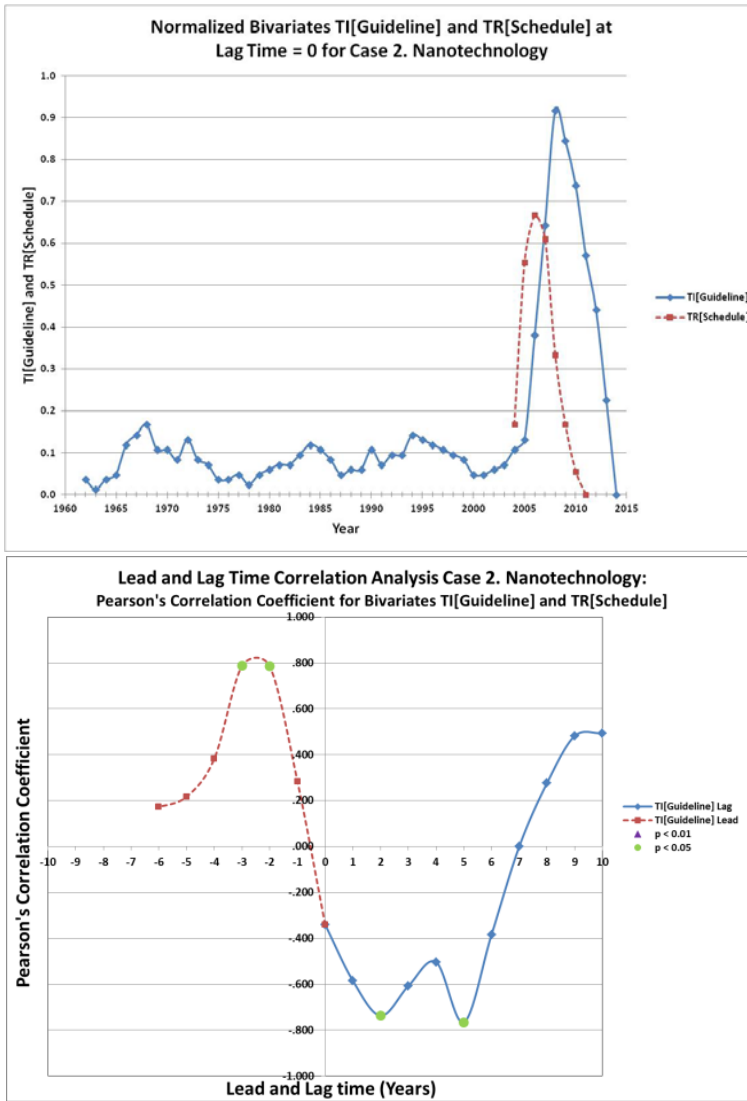 Normalized Bivariates TI[Guideline] and TR[Schedule] at
Lag Time = 0 for Case 2. Nanotechnology
1.0
0.9
0.8
0.7
0.6
0.5
0.4
0.3
0.2
0.1
0.0
TI[Guideline] and TR[Schedule]
1960 1965 1970 1975 1980 1985 1990 1995 2000 2005 2010 2015
Year
TI[Guideline]
TR[Schedule]
Lead and Lag Time Correlation Analysis Case 2. Nanotechnology:
Pearson's Correlation Coefficient for Bivariates TI[Guideline] and TR[Schedule]
1.000
.800
.600
.400
.200
.000
-.200
-.400
-.600
-.800
-1.000
Pearson's Correlation Coefficient
-10 -9 -8 -7 -6 -5 -4 -3 -2 -1 0 1 2 3 4 5 6 7 8 9 10
Lead and Lag time (Years)
TI[Guideline] Lag
TI[Guideline] Lead
p < 0.01
p < 0.05